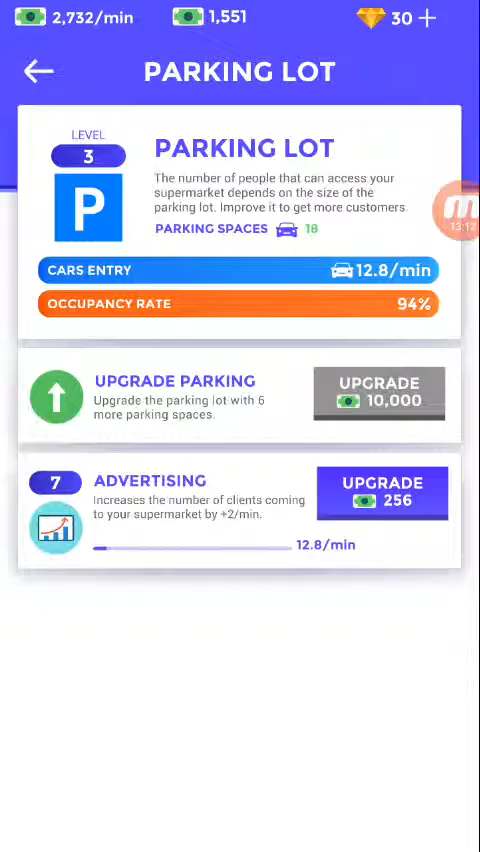 2,732/min 1,551 30
PARKING LOT
LEVEL
3
P
PARKING LOT
The number of people that can access your
supermarket depends on the size of the
parking lot. Improve it to get more customers.
PARKING SPACES 18
13:17
CARS ENTRY 12.8/min
OCCUPANCY RATE 94%
UPGRADE PARKING
Upgrade the parking lot with 6
more parking spaces.
UPGRADE
10,000
7
ADVERTISING
Increases the number of clients coming
to your supermarket by +2/min.
12.8/min
UPGRADE
256